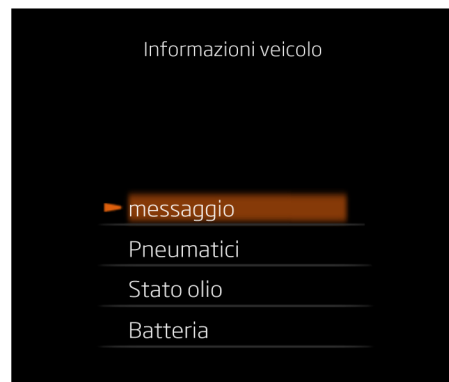 Informazioni veicolo
messaggio
Pneumatici
Stato olio
Batteria